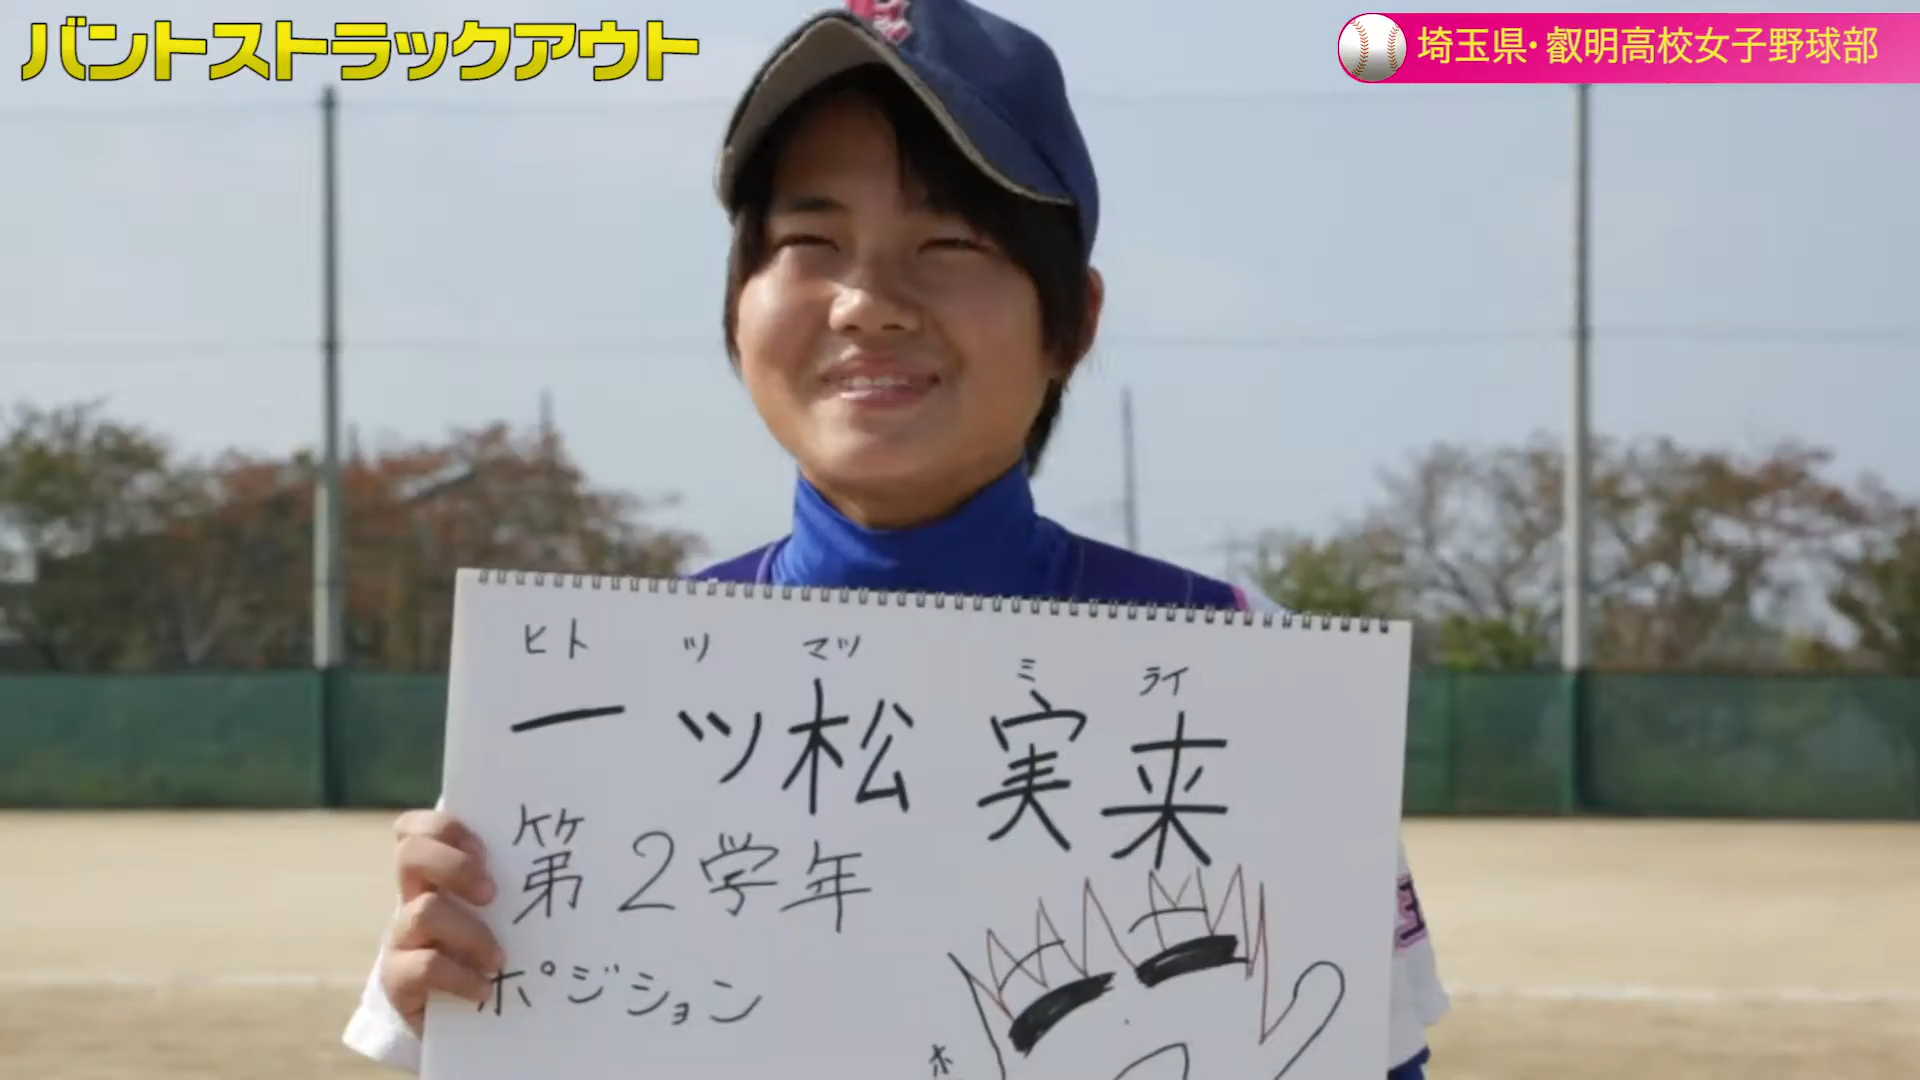 バントストラックアウト
埼玉県・叡明高校女子野球部
ヒト ツ マツ ミ ライ
一ッ松 実来
第2学年
ポジション